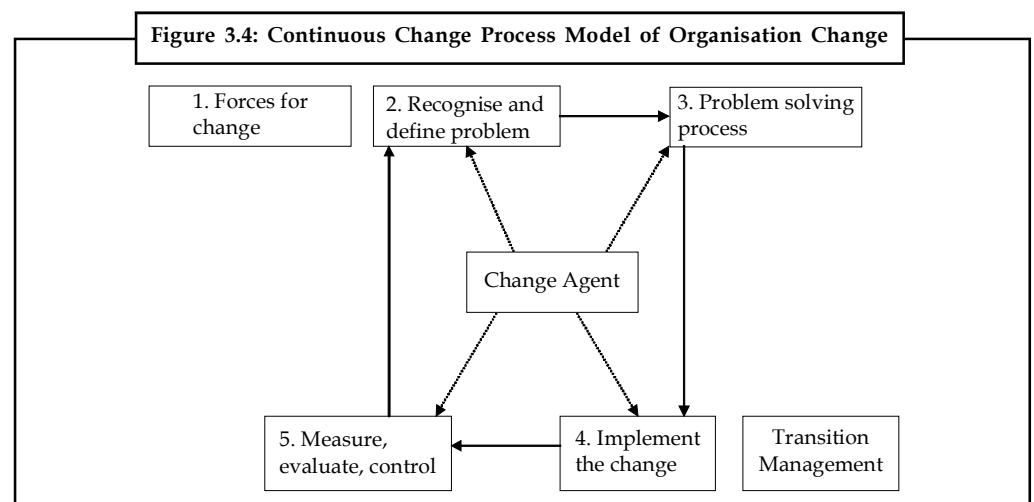 Figure 3.4: Continuous Change Process Model of Organisation Change
1. Forces for
change
2. Recognise and
define problem
3. Problem solving
process
Change Agent
5. Measure,
evaluate, control
4. Implement
the change
Transition
Management